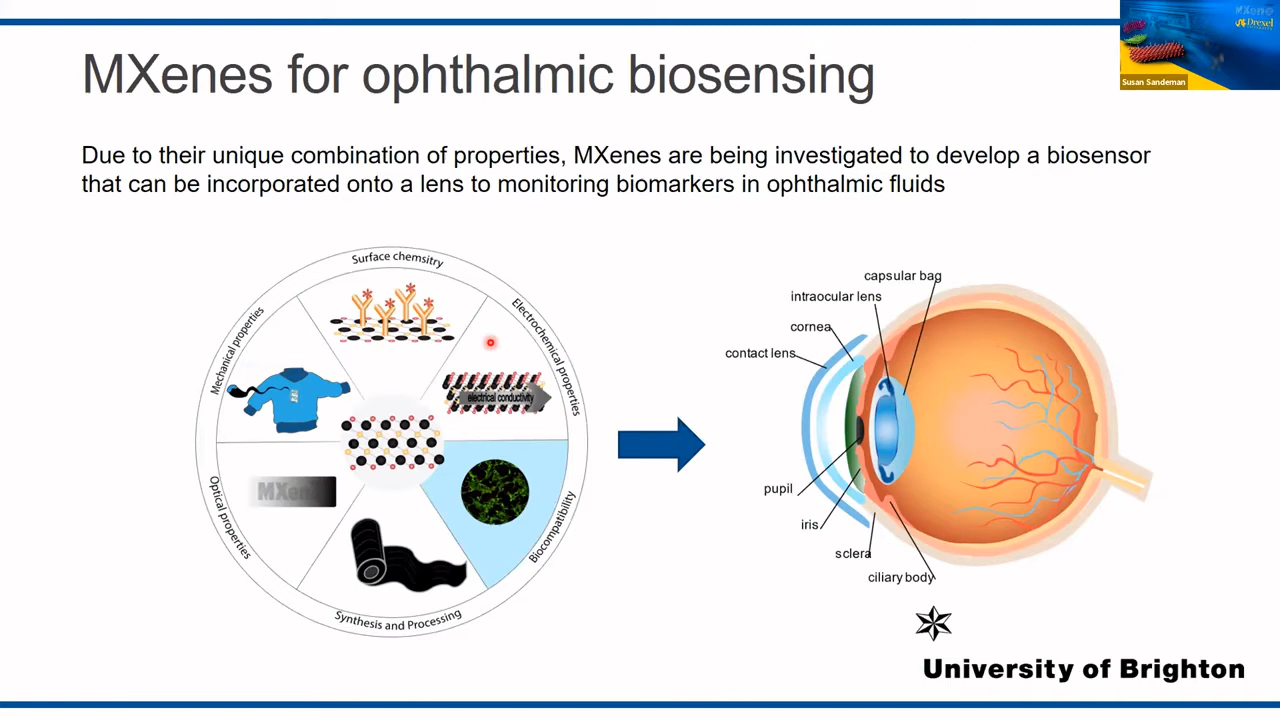 MXenes for ophthalmic biosensing
Due to their unique combination of properties, MXenes are being investigated to develop a biosensor
that can be incorporated onto a lens to monitoring biomarkers in ophthalmic fluids
MXene
Drexel
Susan Sandeman
Surface chemsitry
Electrochemical properties
Biocompatibility
Synthesis and Processing
Optical properties
Mechanical properties
electrical conductivity
MXene
capsular bag
intraocular lens
cornea
contact lens
pupil
iris
sclera
ciliary body
University of Brighton